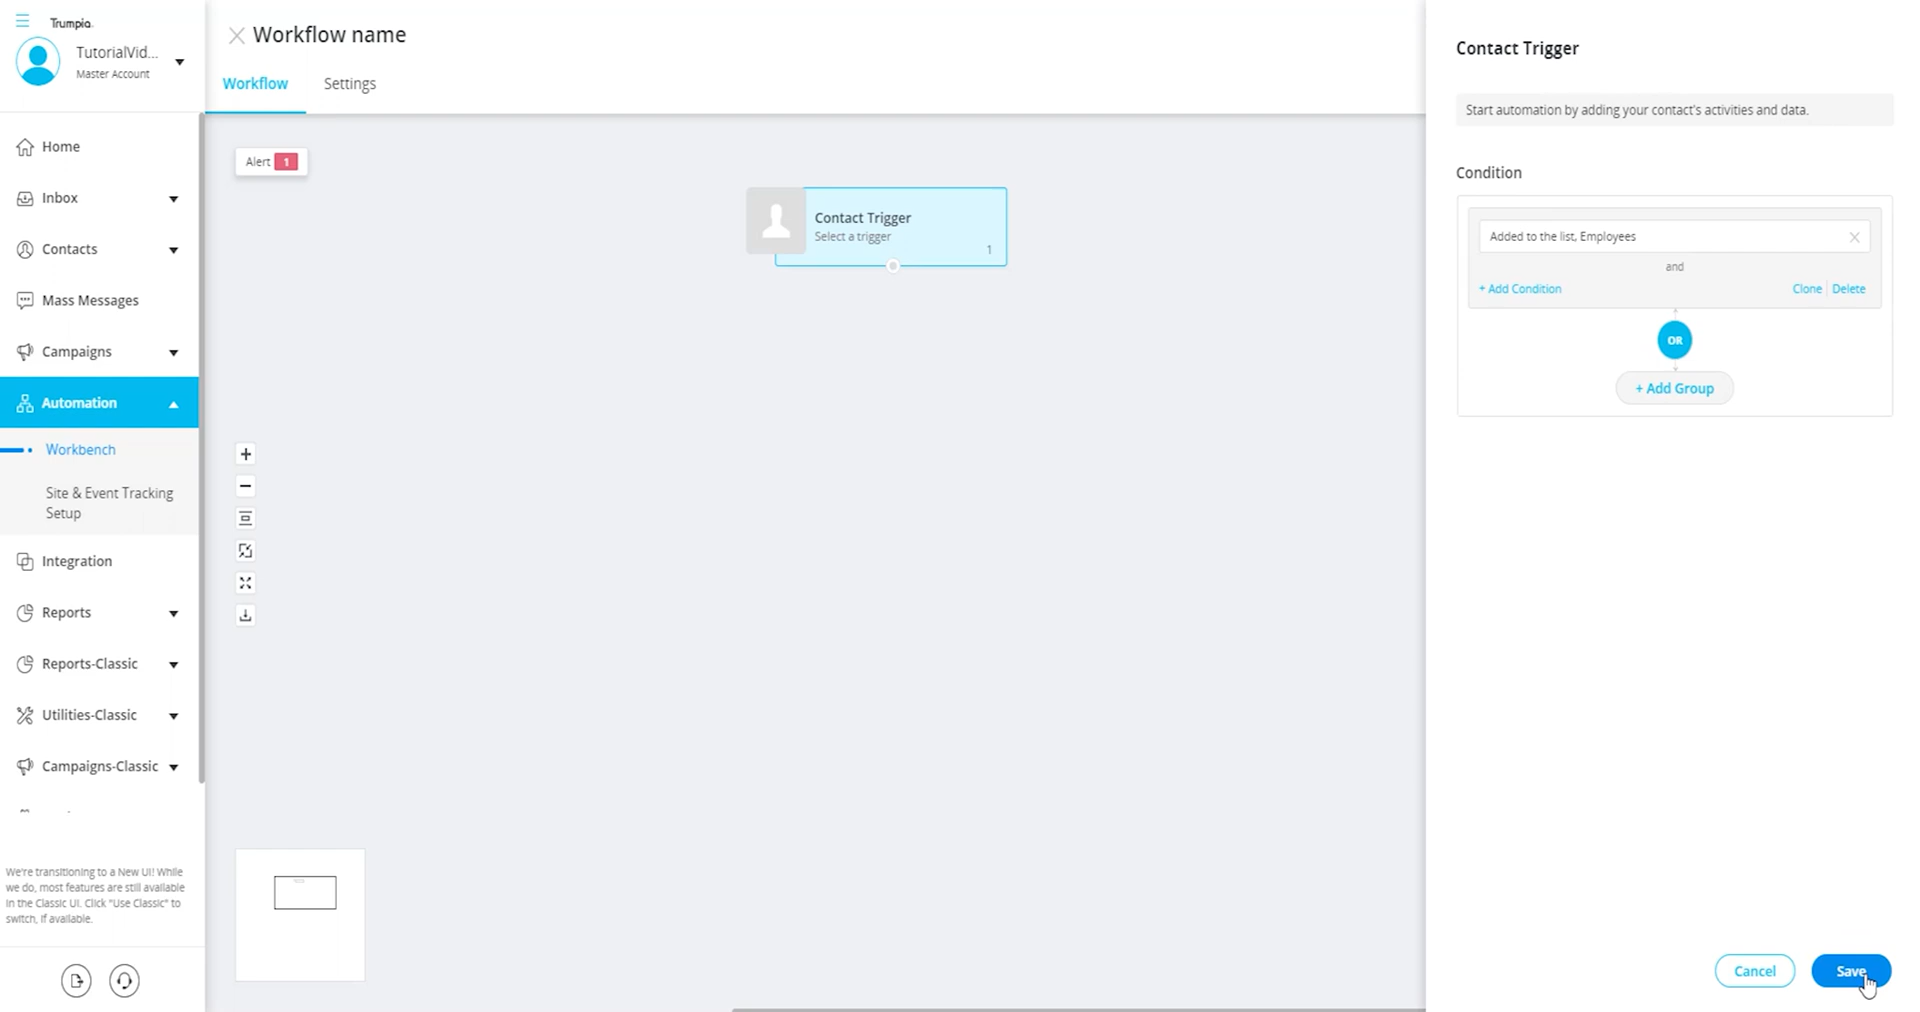 Trumpia
TutorialVid...
Master Account
Home
Inbox
Contacts
Mass Messages
Campaigns
Automation
Workbench
Site & Event Tracking
Setup
Integration
Reports
Reports-Classic
Utilities-Classic
Campaigns-Classic
We're transitioning to a New UI! While
we do, most features are still available
in the Classic UI. Click "Use Classic" to
switch, if available.
Workflow name
Workflow
Settings
Alert 1
Contact Trigger
Select a trigger
1
Contact Trigger
Start automation by adding your contact's activities and data.
Condition
Added to the list, Employees
and
+ Add Condition
Clone | Delete
OR
+ Add Group
Cancel
Save